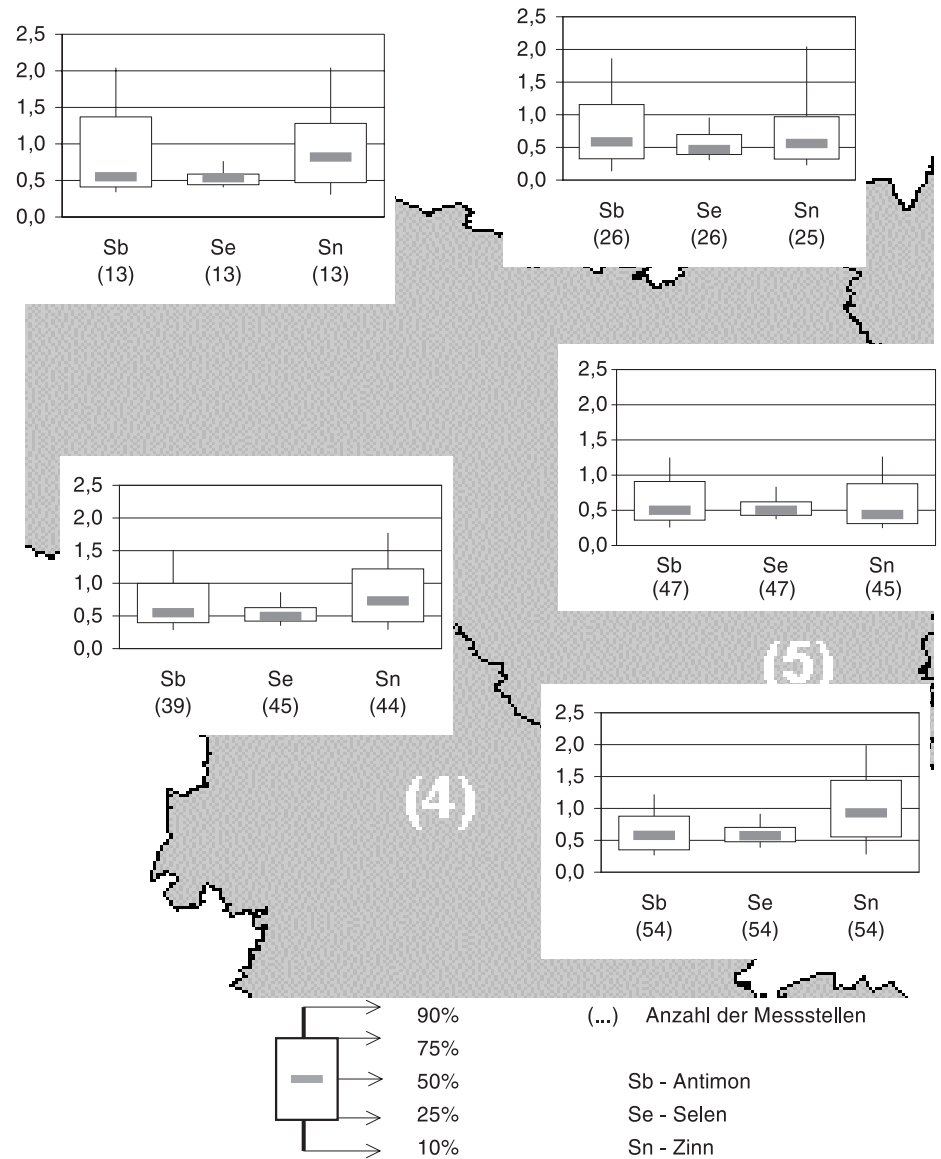 2,5
2,0
1,5
1,0
0,5
0,0
Sb Se Sn
(13) (13) (13)
2,5
2,0
1,5
1,0
0,5
0,0
Sb Se Sn
(26) (26) (25)
2,5
2,0
1,5
1,0
0,5
0,0
Sb Se Sn
(47) (47) (45)
2,5
2,0
1,5
1,0
0,5
0,0
Sb Se Sn
(39) (45) (44)
(5)
2,5
2,0
1,5
1,0
0,5
0,0
Sb Se Sn
(54) (54) (54)
(4)
90%
75%
50%
25%
10%
(...) Anzahl der Messstellen
Sb - Antimon
Se - Selen
Sn - Zinn